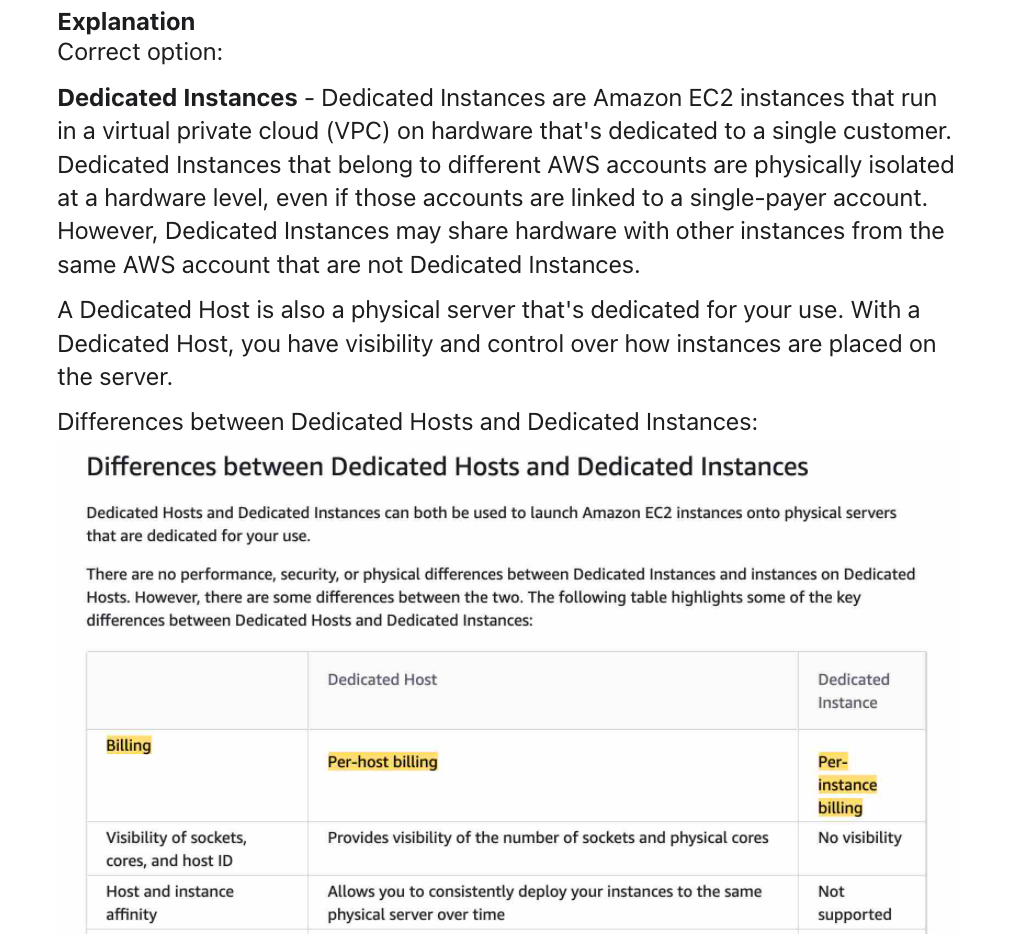 Explanation
Correct option:
Dedicated Instances - Dedicated Instances are Amazon EC2 instances that run
in a virtual private cloud (VPC) on hardware that's dedicated to a single customer.
Dedicated Instances that belong to different AWS accounts are physically isolated
at a hardware level, even if those accounts are linked to a single-payer account.
However, Dedicated Instances may share hardware with other instances from the
same AWS account that are not Dedicated Instances.
A Dedicated Host is also a physical server that's dedicated for your use. With a
Dedicated Host, you have visibility and control over how instances are placed on
the server.
Differences between Dedicated Hosts and Dedicated Instances:
Differences between Dedicated Hosts and Dedicated Instances
Dedicated Hosts and Dedicated Instances can both be used to launch Amazon EC2 instances onto physical servers
that are dedicated for your use.
There are no performance, security, or physical differences between Dedicated Instances and instances on Dedicated
Hosts. However, there are some differences between the two. The following table highlights some of the key
differences between Dedicated Hosts and Dedicated Instances:
Dedicated Host
Dedicated
Instance
Billing
Per-host billing
Per-
instance
billing
Visibility of sockets,
cores, and host ID
Provides visibility of the number of sockets and physical cores
No visibility
Host and instance
affinity
Allows you to consistently deploy your instances to the same
physical server over time
Not
supported